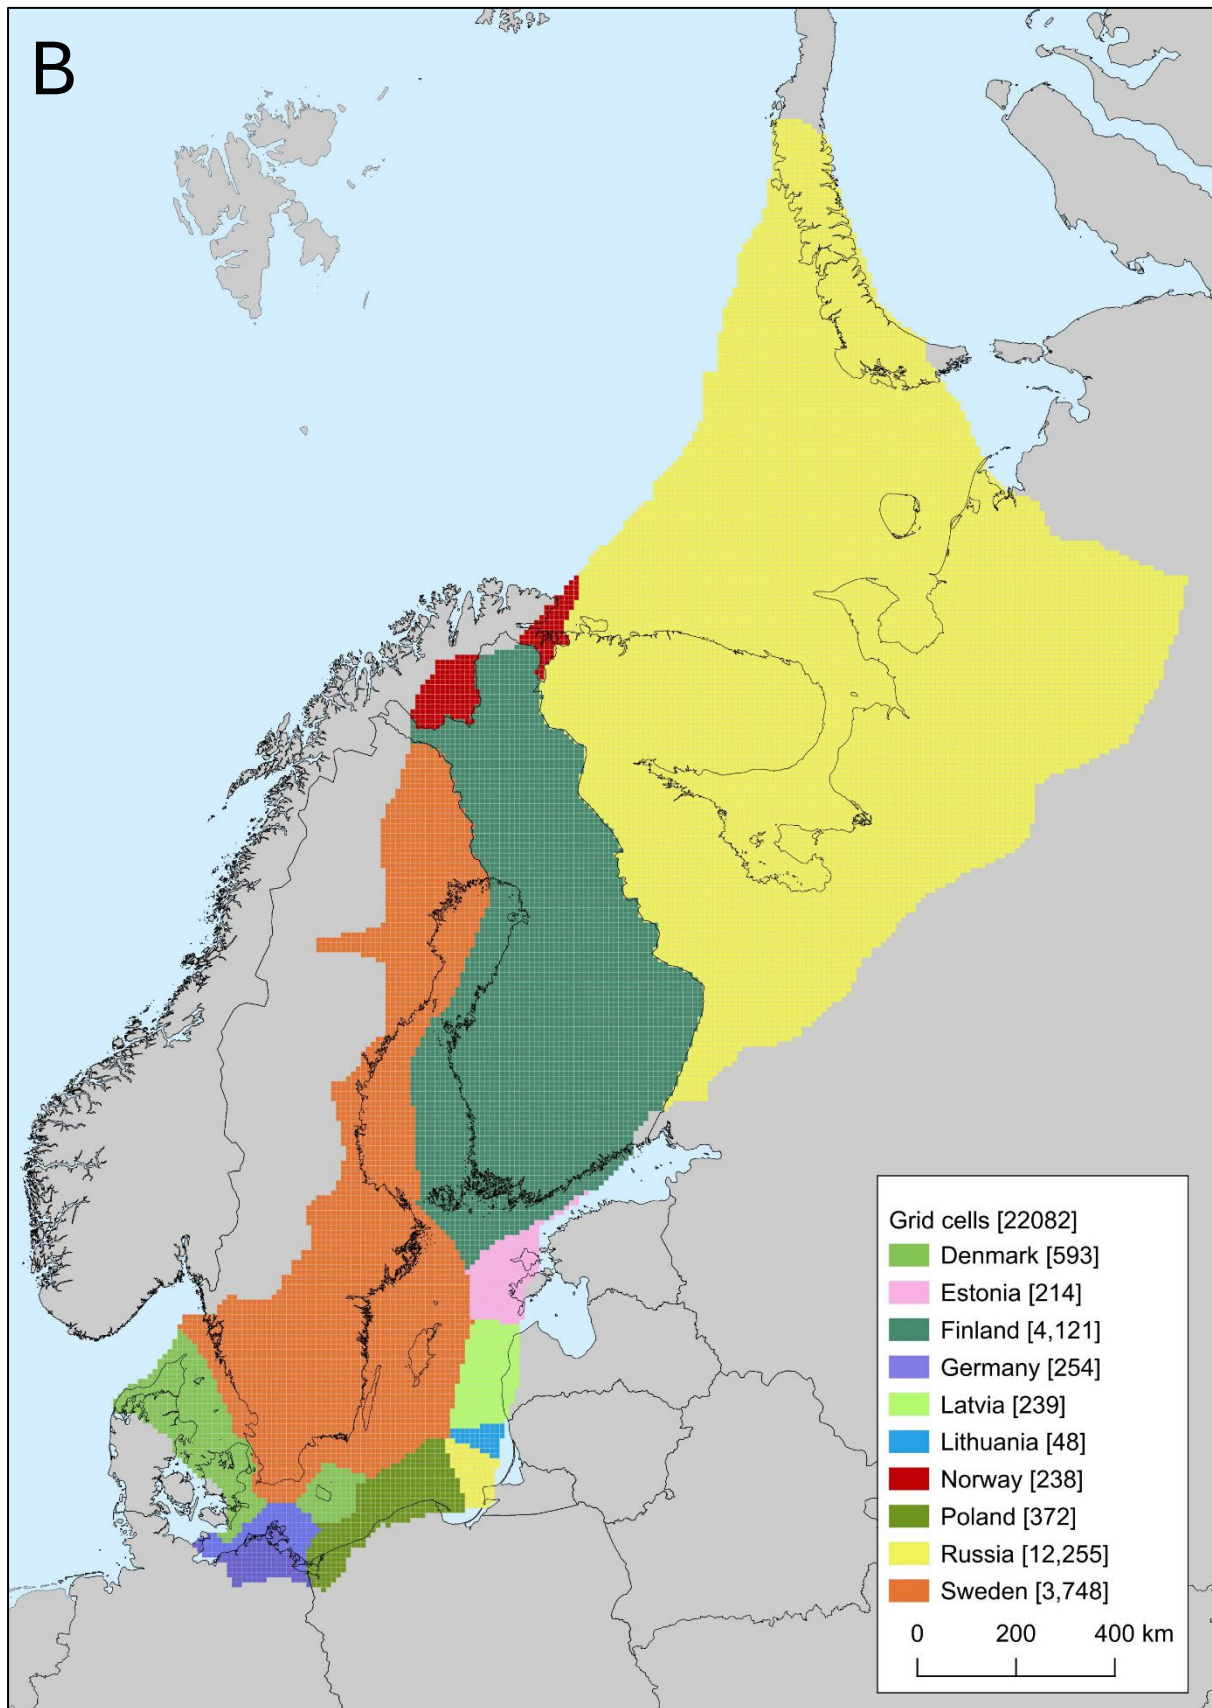 B
Grid cells [22082]
Denmark [593]
Estonia [214]
Finland [4,121]
Germany [254]
Latvia [239]
Lithuania [48]
Norway [238]
Poland [372]
Russia [12,255]
Sweden [3,748]
0 200 400 km